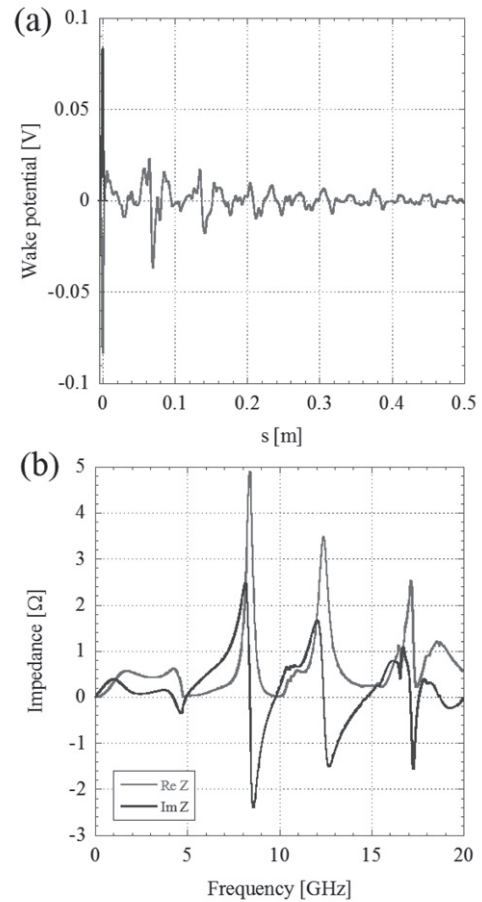 (a)
0.1
0.05
0
-0.05
-0.1
Wake potential [V]
0 0.1 0.2 0.3 0.4 0.5
s [m]
(b)
5
4
3
2
1
0
-1
-2
-3
Impedance [Ω]
Re Z
Im Z
0 5 10 15 20
Frequency [GHz]